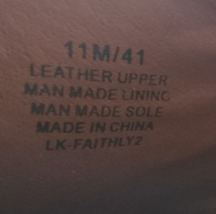 11M/41
LEATHER UPPER
MAN MADE LINING
MAN MADE SOLE
MADE IN CHINA
LK-FAITHLY2